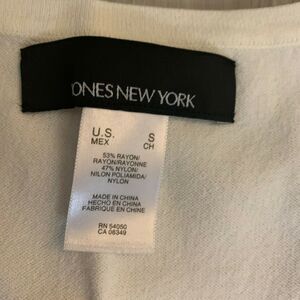 ONES NEW YORK
U.S. S
MEX CH
53% RAYON/
RAYON/RAYONNE
47% NYLON/
NILON POLIAMIDA/
NYLON
MADE IN CHINA
HECHO EN CHINA
FABRIQUE EN CHINE
RN 54050
CA 06349